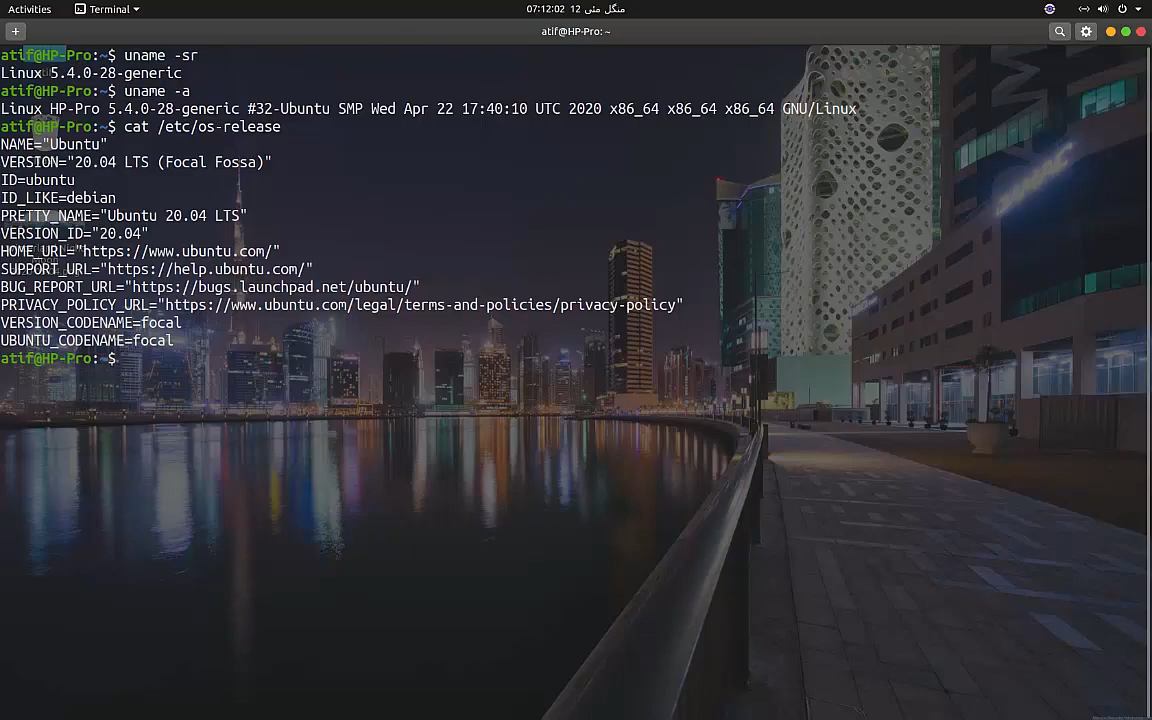 Activities
Terminal
07:12:02 منگل مئی 12
atif@HP-Pro: ~
atif@HP-Pro:~$ uname -sr
Linux 5.4.0-28-generic
atif@HP-Pro:~$ uname -a
Linux HP-Pro 5.4.0-28-generic #32-Ubuntu SMP Wed Apr 22 17:40:10 UTC 2020 x86_64 x86_64 x86_64 GNU/Linux
atif@HP-Pro:~$ cat /etc/os-release
NAME="Ubuntu"
VERSION="20.04 LTS (Focal Fossa)"
ID=ubuntu
ID_LIKE=debian
PRETTY_NAME="Ubuntu 20.04 LTS"
VERSION_ID="20.04"
HOME_URL="https://www.ubuntu.com/"
SUPPORT_URL="https://help.ubuntu.com/"
BUG_REPORT_URL="https://bugs.launchpad.net/ubuntu/"
PRIVACY_POLICY_URL="https://www.ubuntu.com/legal/terms-and-policies/privacy-policy"
VERSION_CODENAME=focal
UBUNTU_CODENAME=focal
atif@HP-Pro:~$